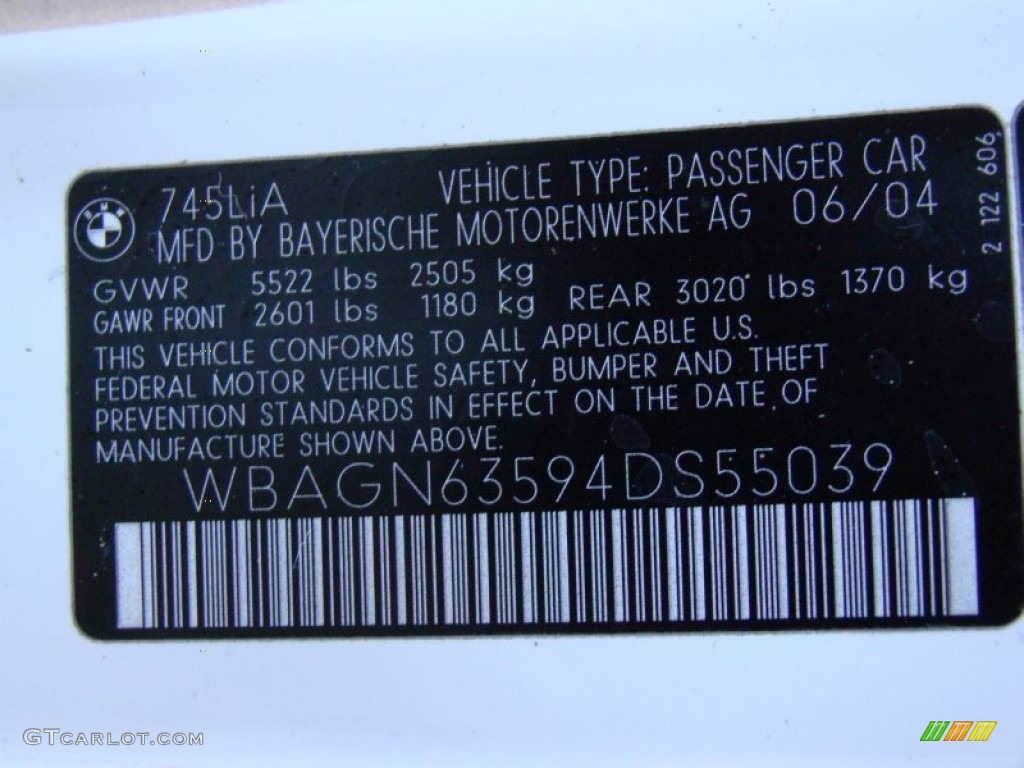 745LiA VEHICLE TYPE: PASSENGER CAR
MFD BY BAYERISCHE MOTORENWERKE AG 06/04
GVWR 5522 lbs 2505 kg
GAWR FRONT 2601 lbs 1180 kg REAR 3020 lbs 1370 kg
THIS VEHICLE CONFORMS TO ALL APPLICABLE U.S.
FEDERAL MOTOR VEHICLE SAFETY, BUMPER AND THEFT
PREVENTION STANDARDS IN EFFECT ON THE DATE OF
MANUFACTURE SHOWN ABOVE.
WBAGN63594DS55039
2 122 606
BMW
GTCARLOT.COM